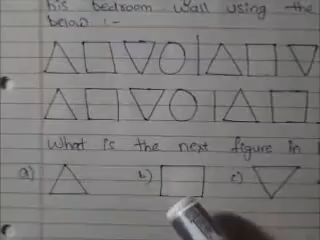 his bedroom wall using the
below :-
What is the next figure in
a)
b)
c)